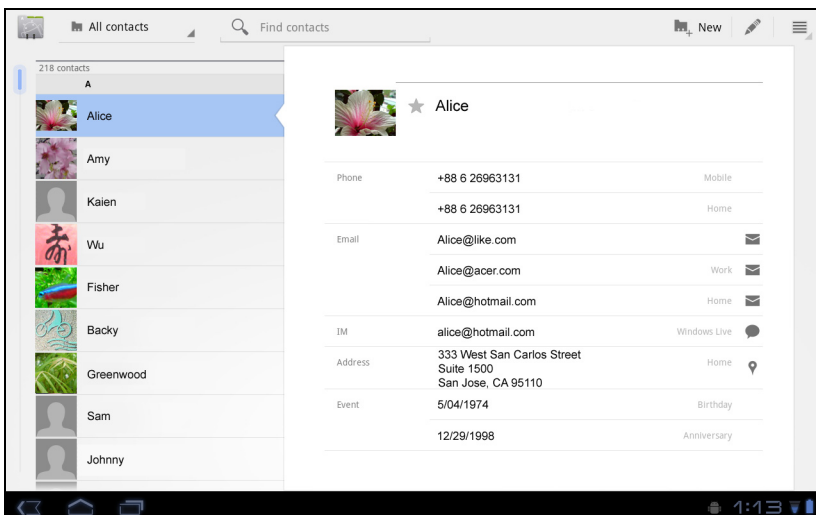 All contacts
Find contacts
New
218 contacts
A
Alice
Amy
Kaien
寿
Wu
Fisher
Backy
Greenwood
Sam
Johnny
Alice
Phone
+88 6 26963131
Mobile
+88 6 26963131
Home
Email
Alice@like.com
Alice@acer.com
Work
Alice@hotmail.com
Home
IM
alice@hotmail.com
Windows Live
Address
333 West San Carlos Street
Home
Suite 1500
San Jose, CA 95110
Event
5/04/1974
Birthday
12/29/1998
Anniversary
1:13